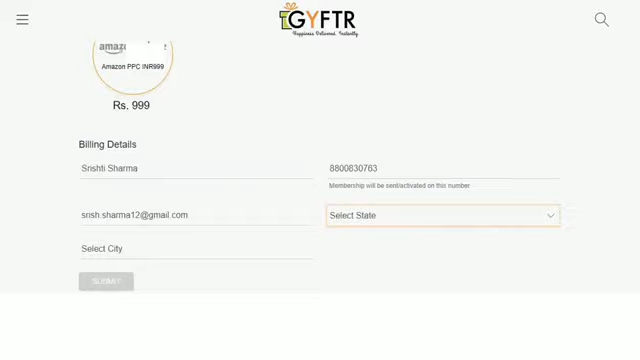 GYFTR
Happiness Delivered. Instantly.
Amazon PPC INR999
Rs. 999
Billing Details
Srishti Sharma
8800830763
Membership will be sent/activated on this number
srish.sharma12@gmail.com
Select State
Select City
SUBMIT